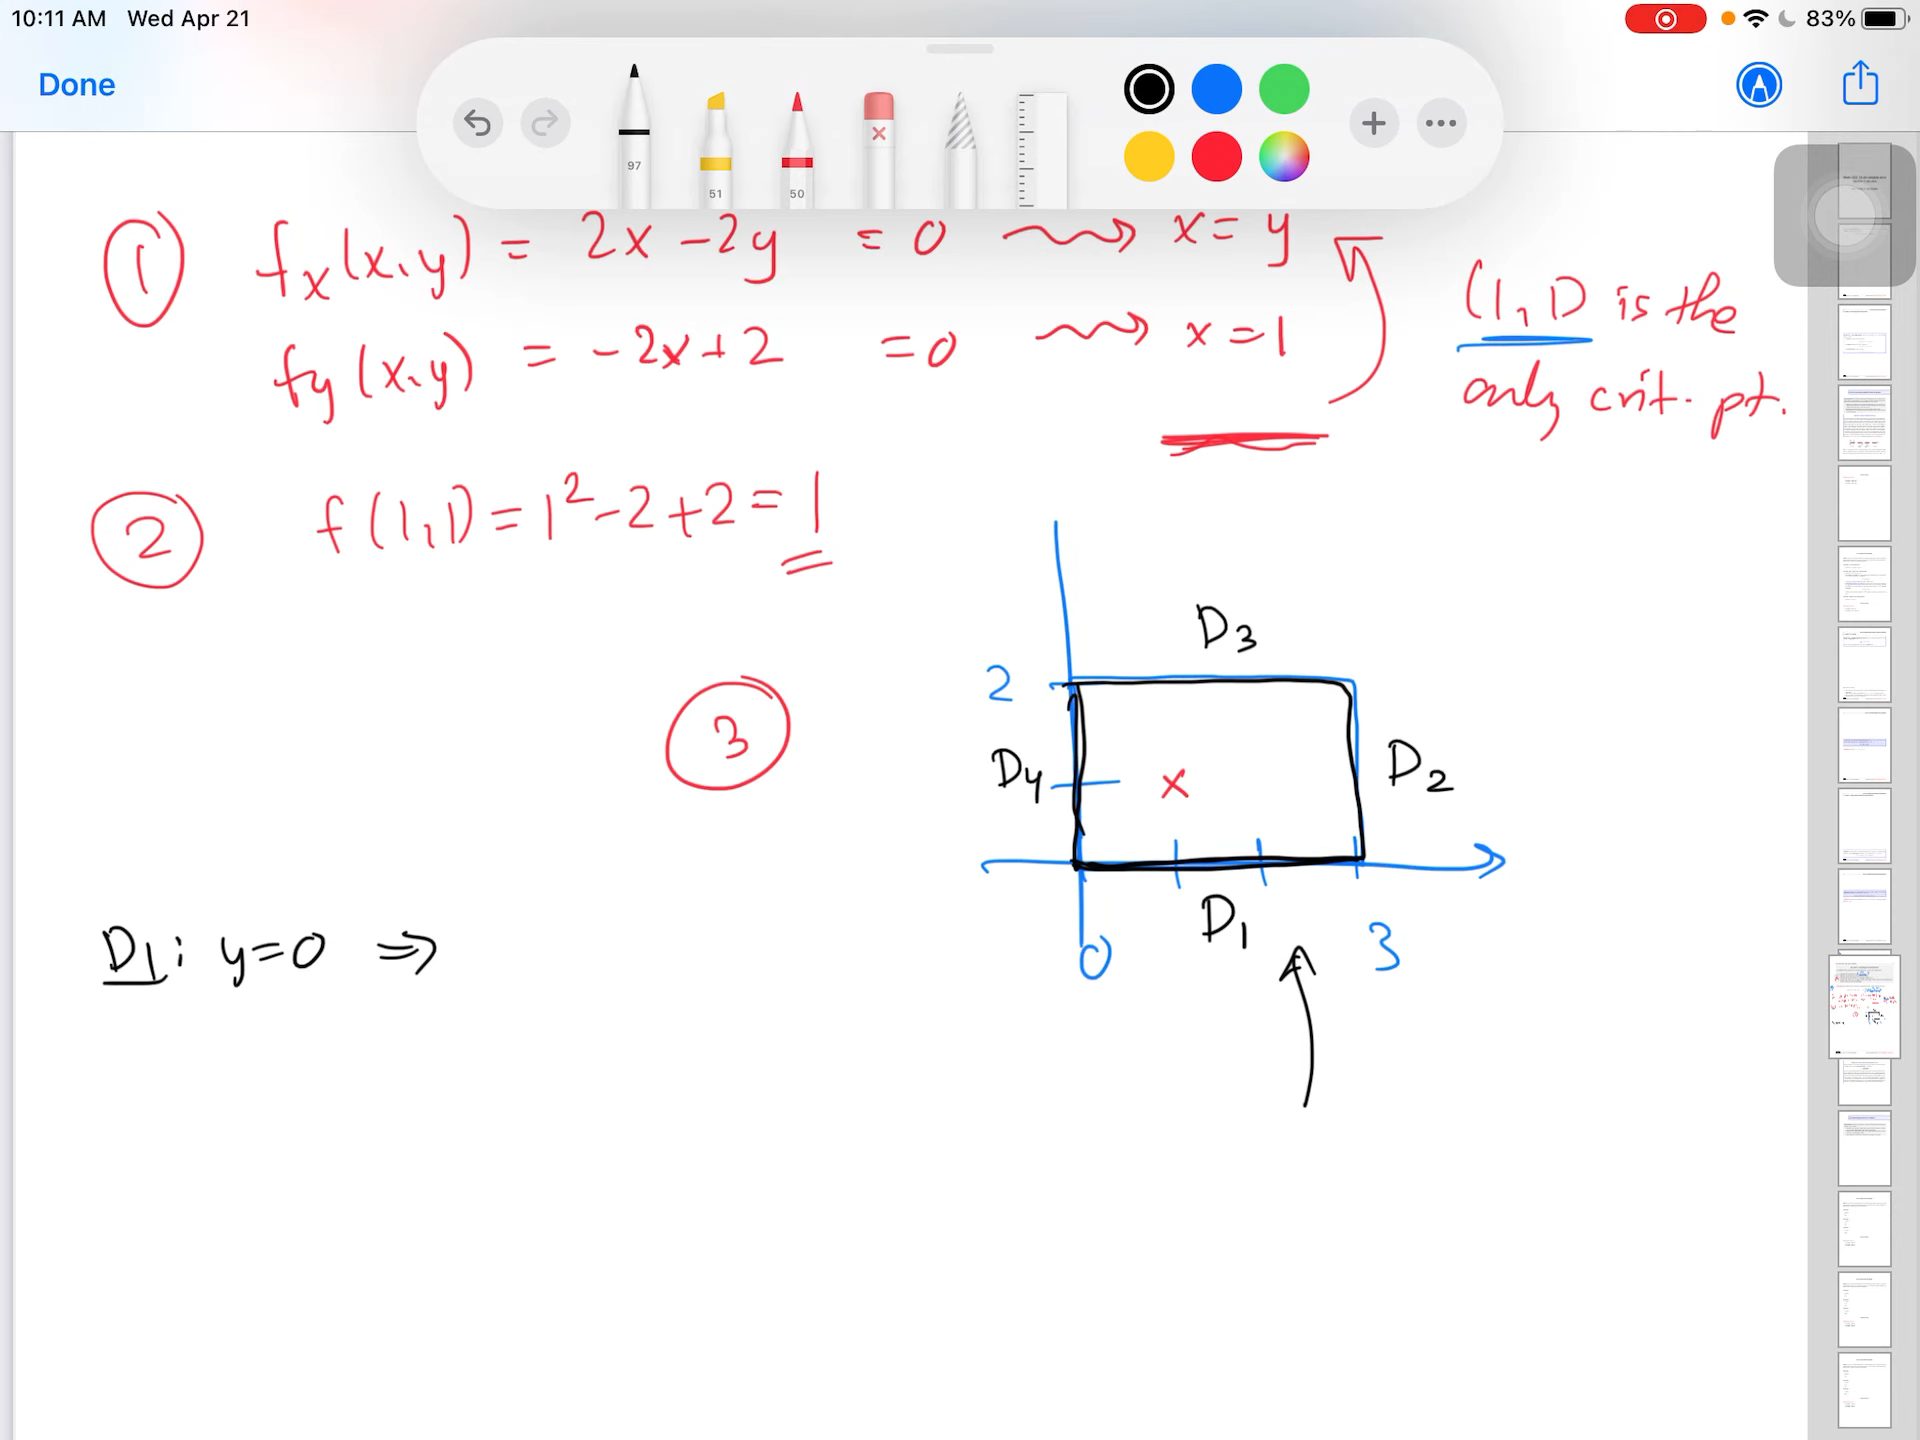 10:11 AM Wed Apr 21
83%
Done
97
51
50
1 fx(x,y) = 2x -2y = 0 ⇝ x = y
fy(x,y) = -2x+2 =0 ⇝ x=1
(1,1) is the
only crit. pt.
2 f(1,1) = 1²-2+2 = 1
D3
2
3
D4
x
D2
D1
0
3
D1: y=0 ⇒